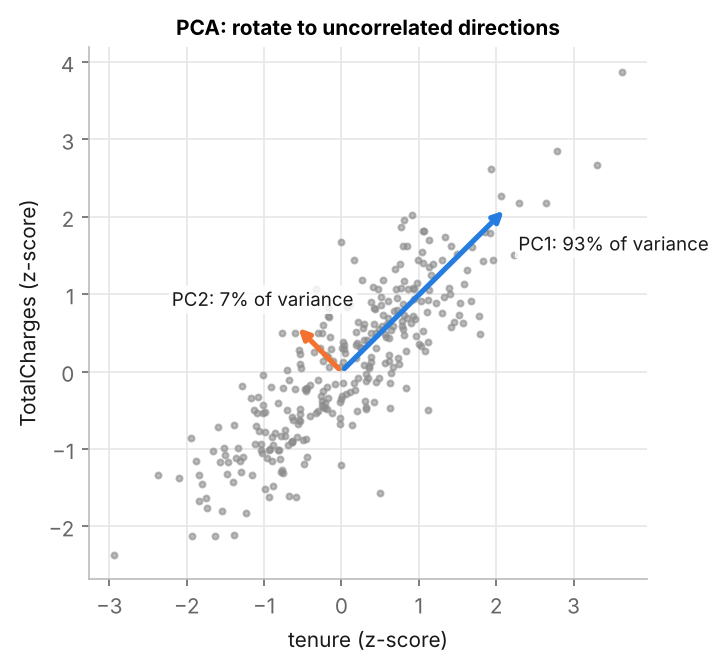 PCA: rotate to uncorrelated directions
4
3
2
1
0
−1
−2
TotalCharges (z-score)
PC1: 93% of variance
PC2: 7% of variance
−3
−2
−1
0
1
2
3
tenure (z-score)